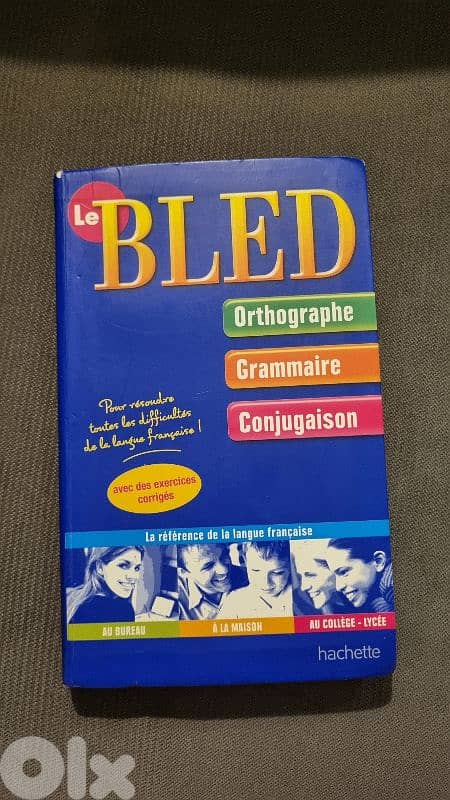 Le
BLED
Orthographe
Grammaire
Conjugaison
Pour résoudre
toutes les difficultés
de la langue française !
avec des exercices
corrigés
La référence de la langue française
AU BUREAU
À LA MAISON
AU COLLÈGE - LYCÉE
hachette
OLX